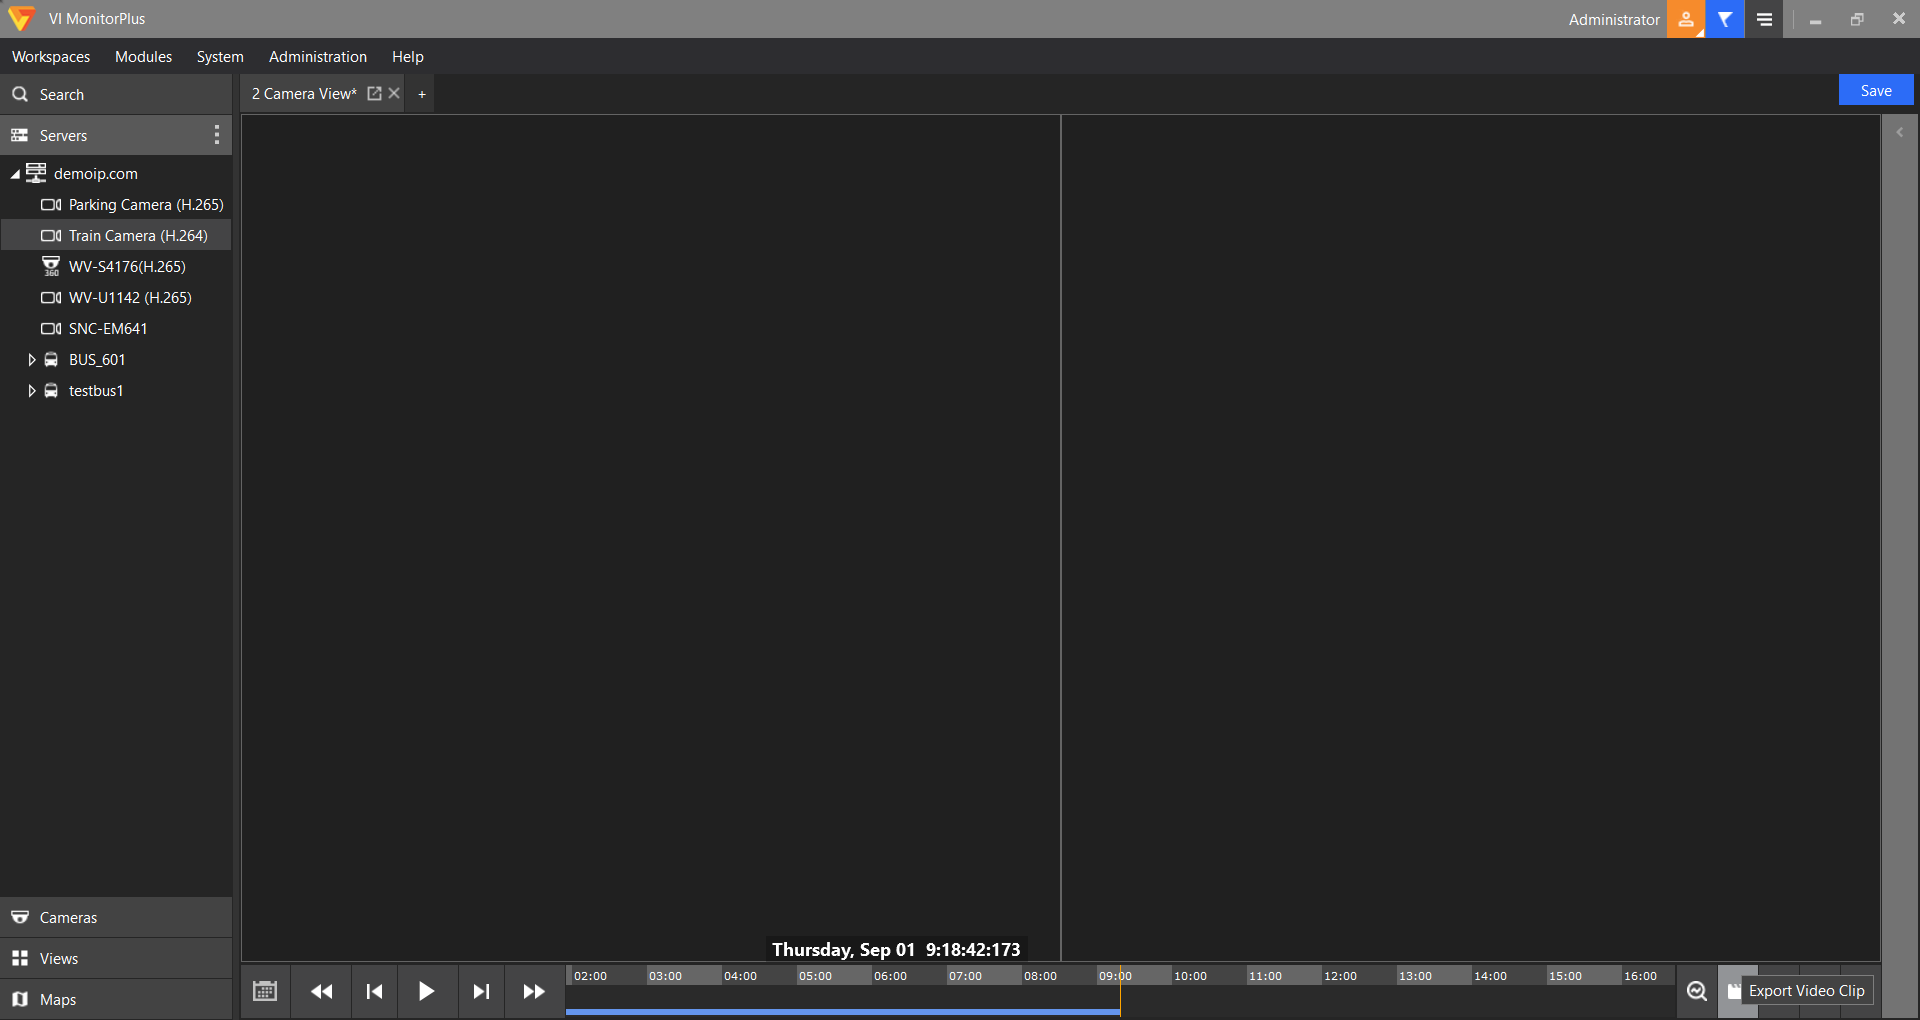 VI MonitorPlus
Administrator
Workspaces Modules System Administration Help
Search
2 Camera View* +
Save
Servers
demoip.com
Parking Camera (H.265)
Train Camera (H.264)
360 WV-S4176(H.265)
WV-U1142 (H.265)
SNC-EM641
BUS_601
testbus1
Cameras
Views
Maps
Thursday, Sep 01 9:18:42:173
02:00 03:00 04:00 05:00 06:00 07:00 08:00 09:00 10:00 11:00 12:00 13:00 14:00 15:00 16:00
Export Video Clip